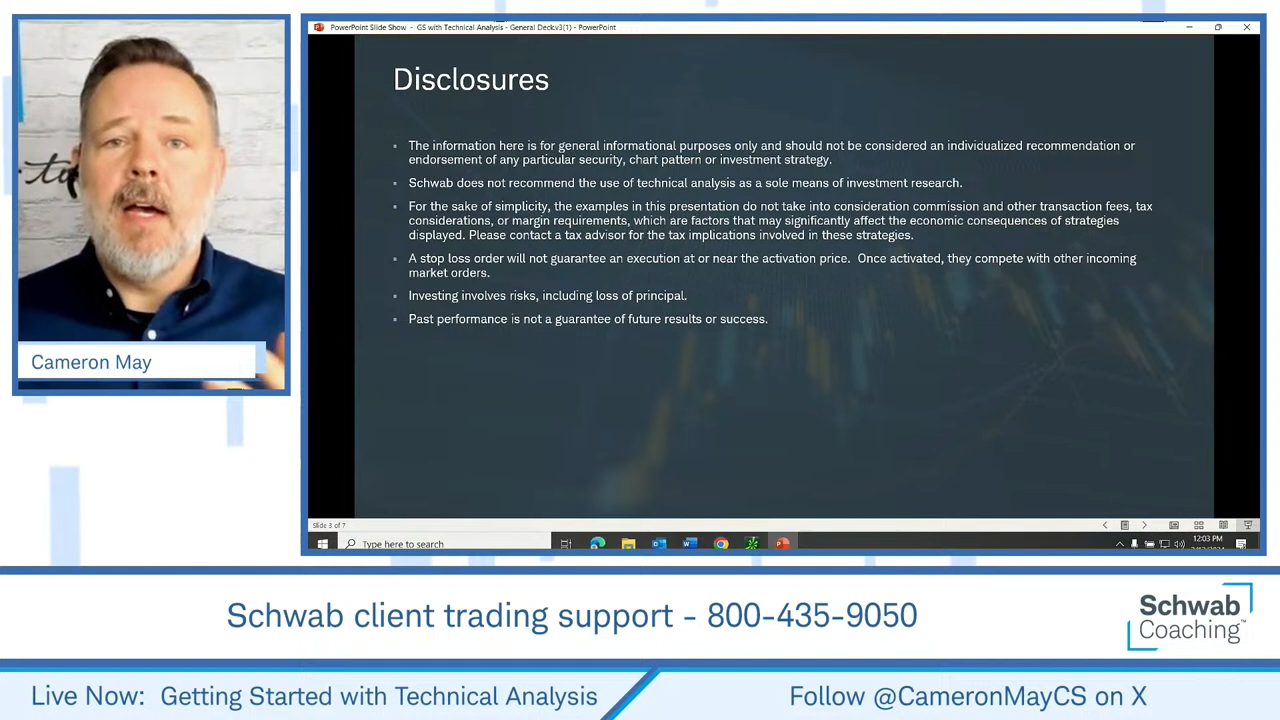 PowerPoint Slide Show - GS with Technical Analysis - General Deck.v3(1) - PowerPoint
Disclosures
▪ The information here is for general informational purposes only and should not be considered an individualized recommendation or
endorsement of any particular security, chart pattern or investment strategy.
▪ Schwab does not recommend the use of technical analysis as a sole means of investment research.
▪ For the sake of simplicity, the examples in this presentation do not take into consideration commission and other transaction fees, tax
considerations, or margin requirements, which are factors that may significantly affect the economic consequences of strategies
displayed. Please contact a tax advisor for the tax implications involved in these strategies.
▪ A stop loss order will not guarantee an execution at or near the activation price.  Once activated, they compete with other incoming
market orders.
▪ Investing involves risks, including loss of principal.
▪ Past performance is not a guarantee of future results or success.
Cameron May
Slide 3 of 7
Type here to search
12:03 PM
Schwab client trading support - 800-435-9050
Schwab
Coaching™
Live Now: Getting Started with Technical Analysis
Follow @CameronMayCS on X